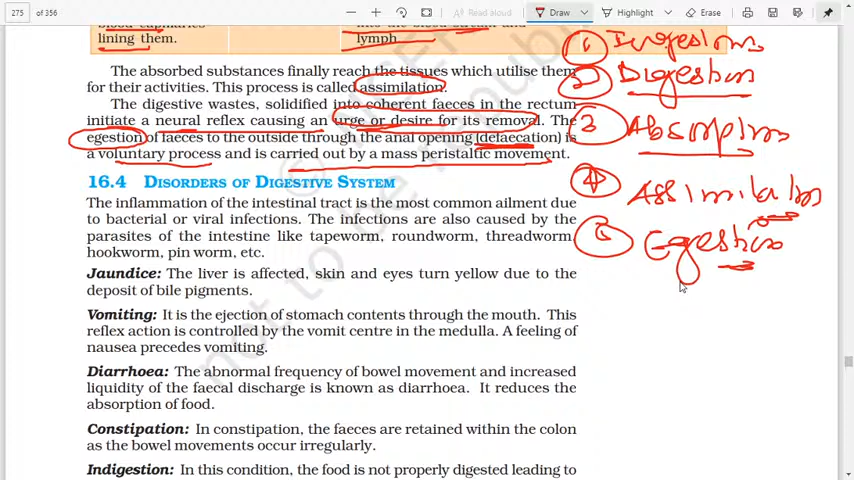 275 of 356
Read aloud
Draw
Highlight
Erase
blood capillaries
lining them.
into the blood stream and
lymph
The absorbed substances finally reach the tissues which utilise them
for their activities. This process is called assimilation.
The digestive wastes, solidified into coherent faeces in the rectum
initiate a neural reflex causing an urge or desire for its removal. The
egestion of faeces to the outside through the anal opening (defaecation) is
a voluntary process and is carried out by a mass peristaltic movement.
16.4 DISORDERS OF DIGESTIVE SYSTEM
The inflammation of the intestinal tract is the most common ailment due
to bacterial or viral infections. The infections are also caused by the
parasites of the intestine like tapeworm, roundworm, threadworm,
hookworm, pin worm, etc.
Jaundice: The liver is affected, skin and eyes turn yellow due to the
deposit of bile pigments.
Vomiting: It is the ejection of stomach contents through the mouth. This
reflex action is controlled by the vomit centre in the medulla. A feeling of
nausea precedes vomiting.
Diarrhoea: The abnormal frequency of bowel movement and increased
liquidity of the faecal discharge is known as diarrhoea. It reduces the
absorption of food.
Constipation: In constipation, the faeces are retained within the colon
as the bowel movements occur irregularly.
Indigestion: In this condition, the food is not properly digested leading to
1 Ingestion
2 Digestion
3 Absorption
4 Assimilation
5 Egestion
not to be republished